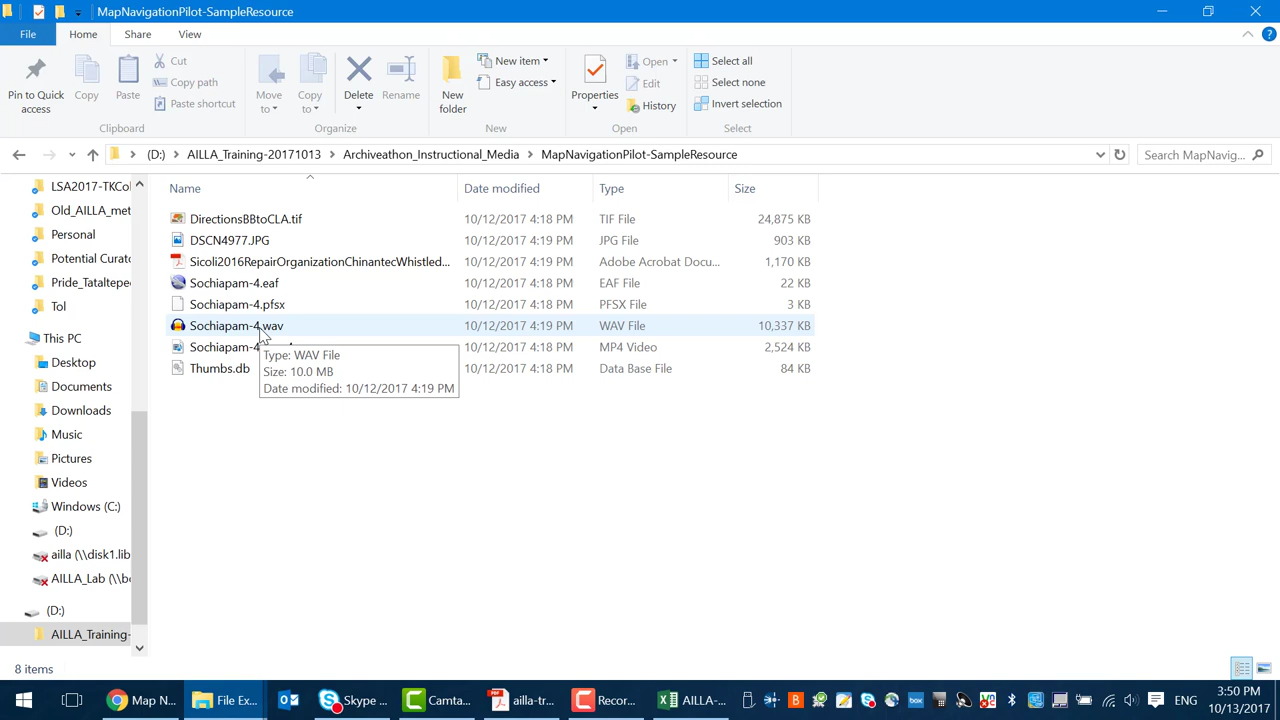 MapNavigationPilot-SampleResource
File Home Share View
Pin to Quick access
Copy
Paste
Cut
Copy path
Paste shortcut
Clipboard
Move to
Copy to
Delete
Rename
Organize
New folder
New item
Easy access
New
Properties
Open
Edit
History
Open
Select all
Select none
Invert selection
Select
(D:) AILLA_Training-20171013 Archiveathon_Instructional_Media MapNavigationPilot-SampleResource
Search MapNavig...
LSA2017-TKCol
Old_AILLA_met
Personal
Potential Curato
Pride_Tataltepe
Tol
This PC
Desktop
Documents
Downloads
Music
Pictures
Videos
Windows (C:)
(D:)
ailla (\\disk1.lib
AILLA_Lab (\\bo
(D:)
AILLA_Training-
Name Date modified Type Size
DirectionsBBtoCLA.tif 10/12/2017 4:18 PM TIF File 24,875 KB
DSCN4977.JPG 10/12/2017 4:19 PM JPG File 903 KB
Sicoli2016RepairOrganizationChinantecWhistled... 10/12/2017 4:18 PM Adobe Acrobat Docu... 1,170 KB
Sochiapam-4.eaf 10/12/2017 4:18 PM EAF File 22 KB
Sochiapam-4.pfsx 10/12/2017 4:18 PM PFSX File 3 KB
Sochiapam-4.wav 10/12/2017 4:19 PM WAV File 10,337 KB
Sochiapam-4 10/12/2017 4:18 PM MP4 Video 2,524 KB
Thumbs.db 10/12/2017 4:18 PM Data Base File 84 KB
Type: WAV File
Size: 10.0 MB
Date modified: 10/12/2017 4:19 PM
8 items
Map N...
File Ex...
Skype ...
Camta...
ailla-tr...
Recor...
AILLA-...
box
ENG
3:50 PM
10/13/2017